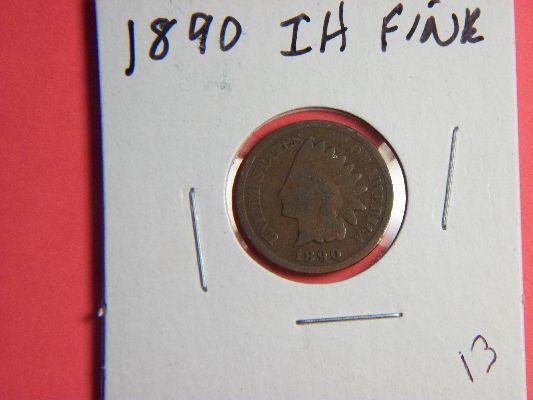 1890 IH FINE
UNITED STATES OF AMERICA
1890
13